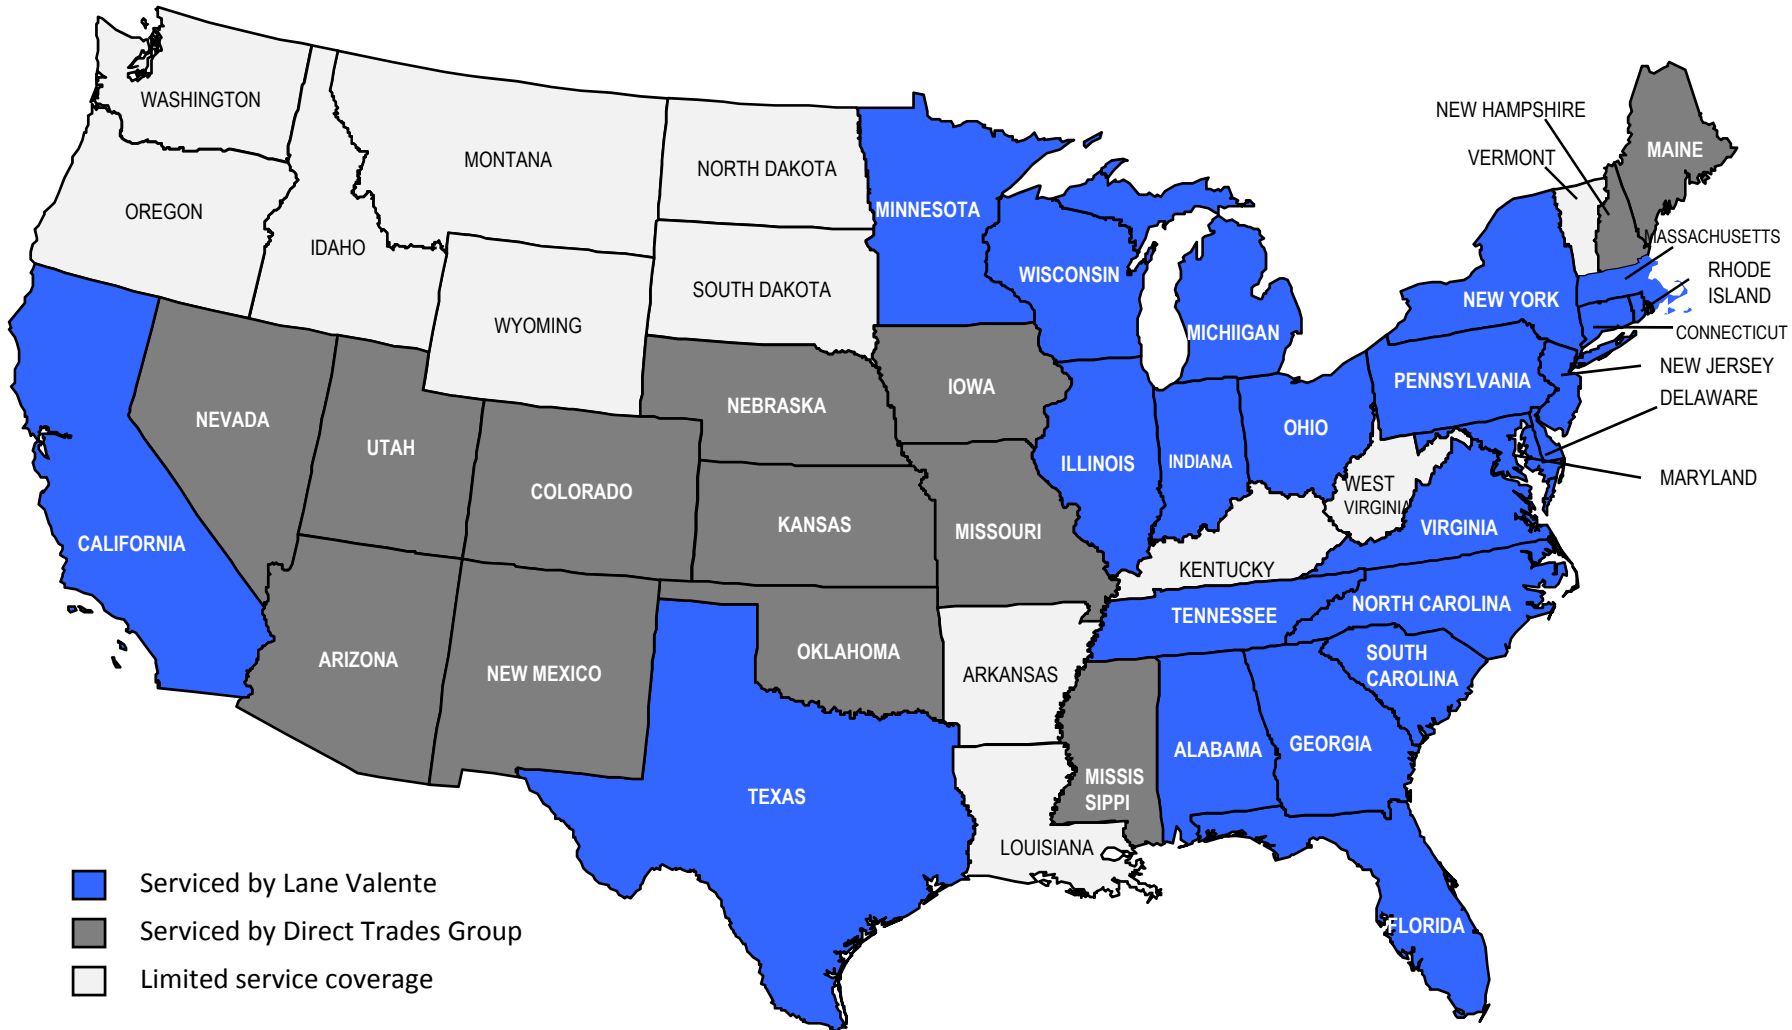 WASHINGTON
MONTANA
NORTH DAKOTA
NEW HAMPSHIRE
VERMONT
MAINE
OREGON
IDAHO
MINNESOTA
MASSACHUSETTS
SOUTH DAKOTA
WISCONSIN
RHODE
ISLAND
WYOMING
NEW YORK
MICHIIGAN
CONNECTICUT
NEW JERSEY
IOWA
PENNSYLVANIA
DELAWARE
NEVADA
NEBRASKA
UTAH
OHIO
COLORADO
ILLINOIS
INDIANA
MARYLAND
WEST
VIRGINIA
KANSAS
MISSOURI
VIRGINIA
CALIFORNIA
KENTUCKY
NORTH CAROLINA
TENNESSEE
ARIZONA
NEW MEXICO
OKLAHOMA
ARKANSAS
SOUTH
CAROLINA
ALABAMA
GEORGIA
MISSIS
SIPPI
TEXAS
LOUISIANA
FLORIDA
Serviced by Lane Valente
Serviced by Direct Trades Group
Limited service coverage